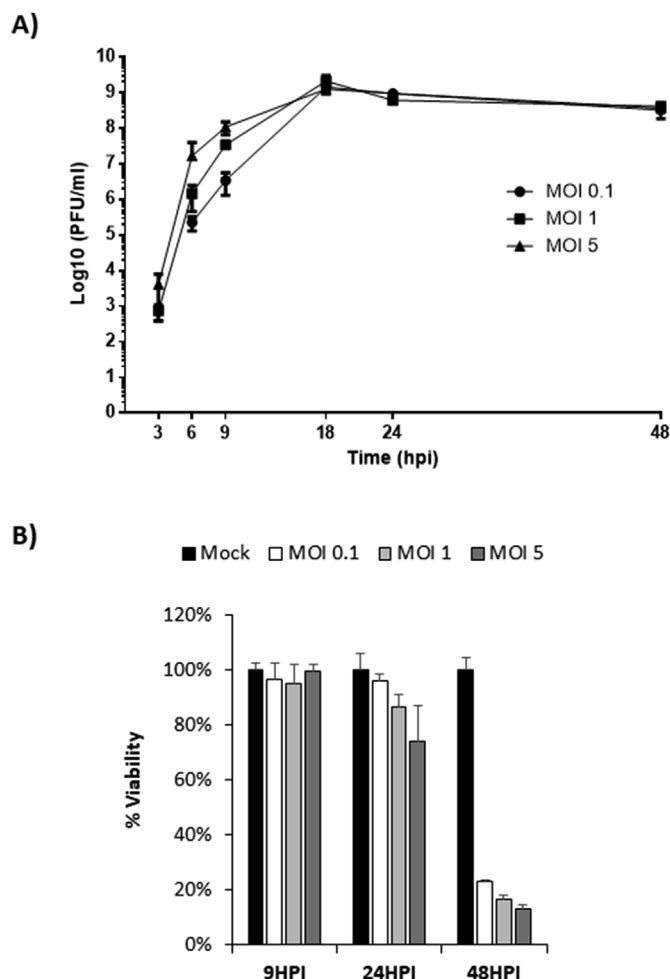 A)
10
9
8
7
6
5
4
3
2
1
0
Log10 (PFU/ml)
MOI 0.1
MOI 1
MOI 5
3 6 9 18 24 48
Time (hpi)
B)
Mock MOI 0.1 MOI 1 MOI 5
120%
100%
80%
60%
40%
20%
0%
% Viability
9HPI 24HPI 48HPI